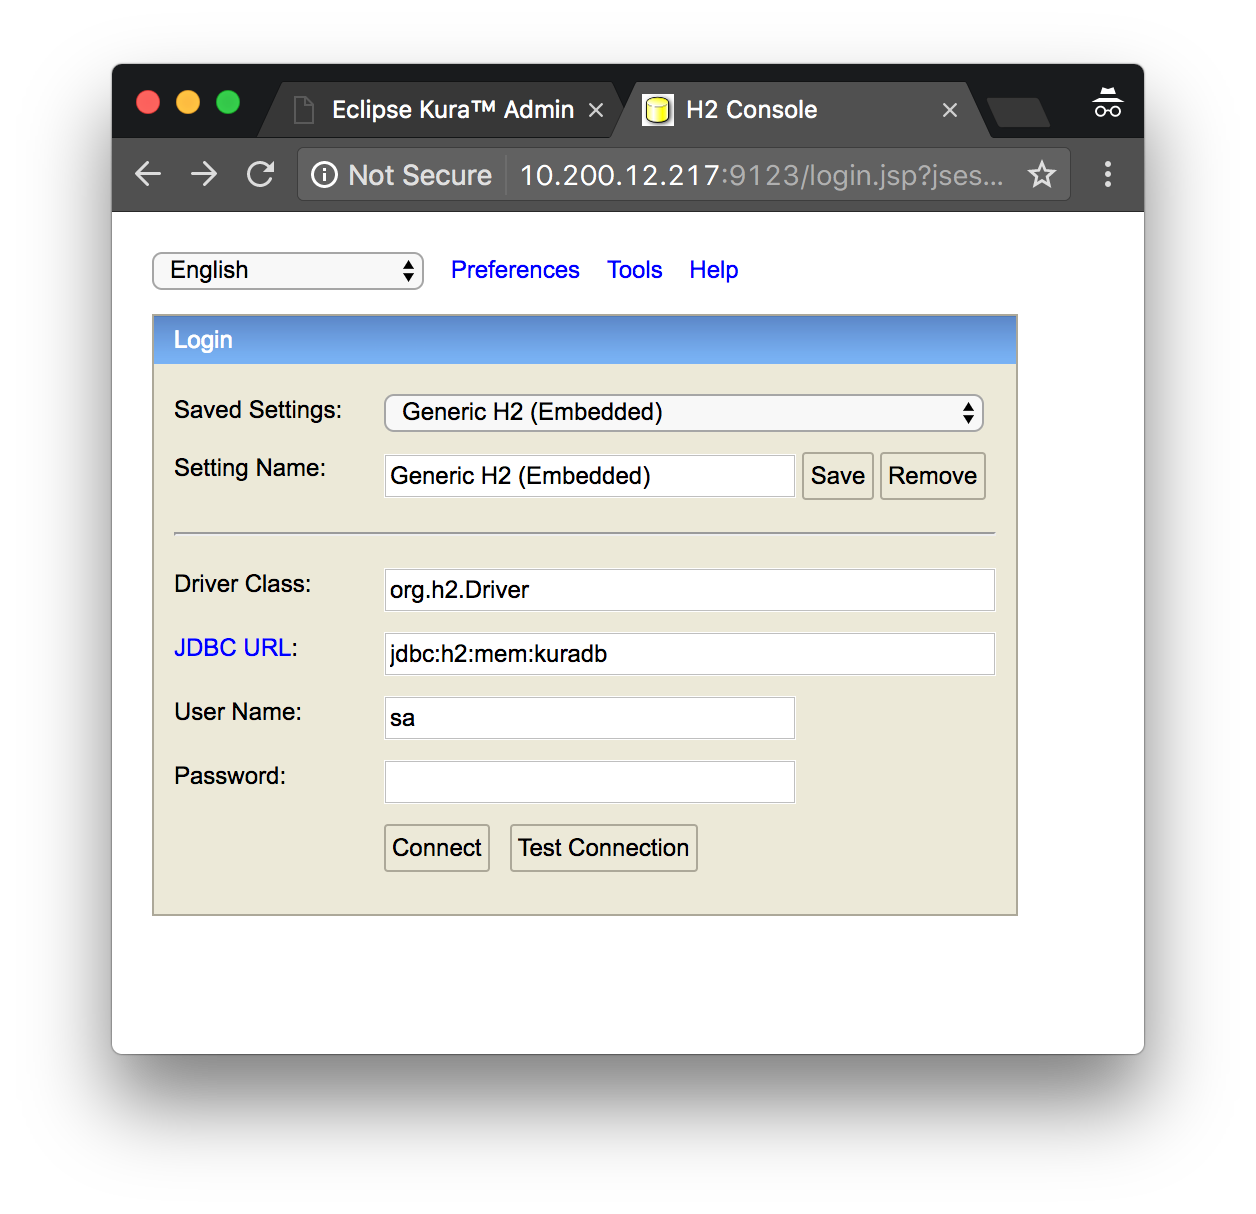 Eclipse Kura™ Admin
H2 Console
Not Secure 10.200.12.217:9123/login.jsp?jses...
English Preferences Tools Help
Login
Saved Settings: Generic H2 (Embedded)
Setting Name: Generic H2 (Embedded) Save Remove
Driver Class: org.h2.Driver
JDBC URL: jdbc:h2:mem:kuradb
User Name: sa
Password:
Connect Test Connection